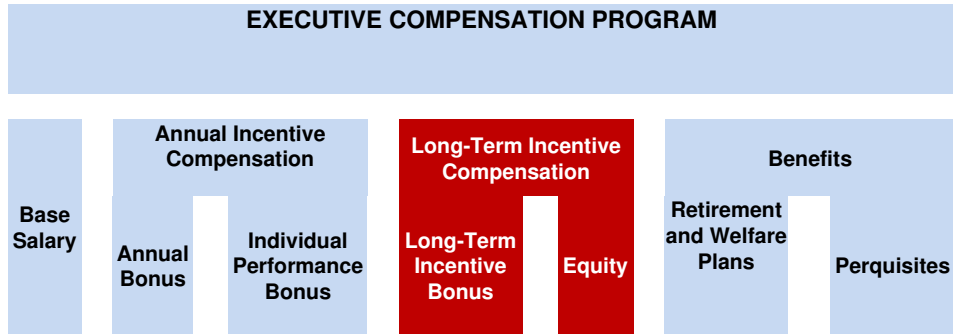 EXECUTIVE COMPENSATION PROGRAM
Base
Salary
Annual Incentive
Compensation
Annual
Bonus
Individual
Performance
Bonus
Long-Term Incentive
Compensation
Long-Term
Incentive
Bonus
Equity
Benefits
Retirement
and Welfare
Plans
Perquisites